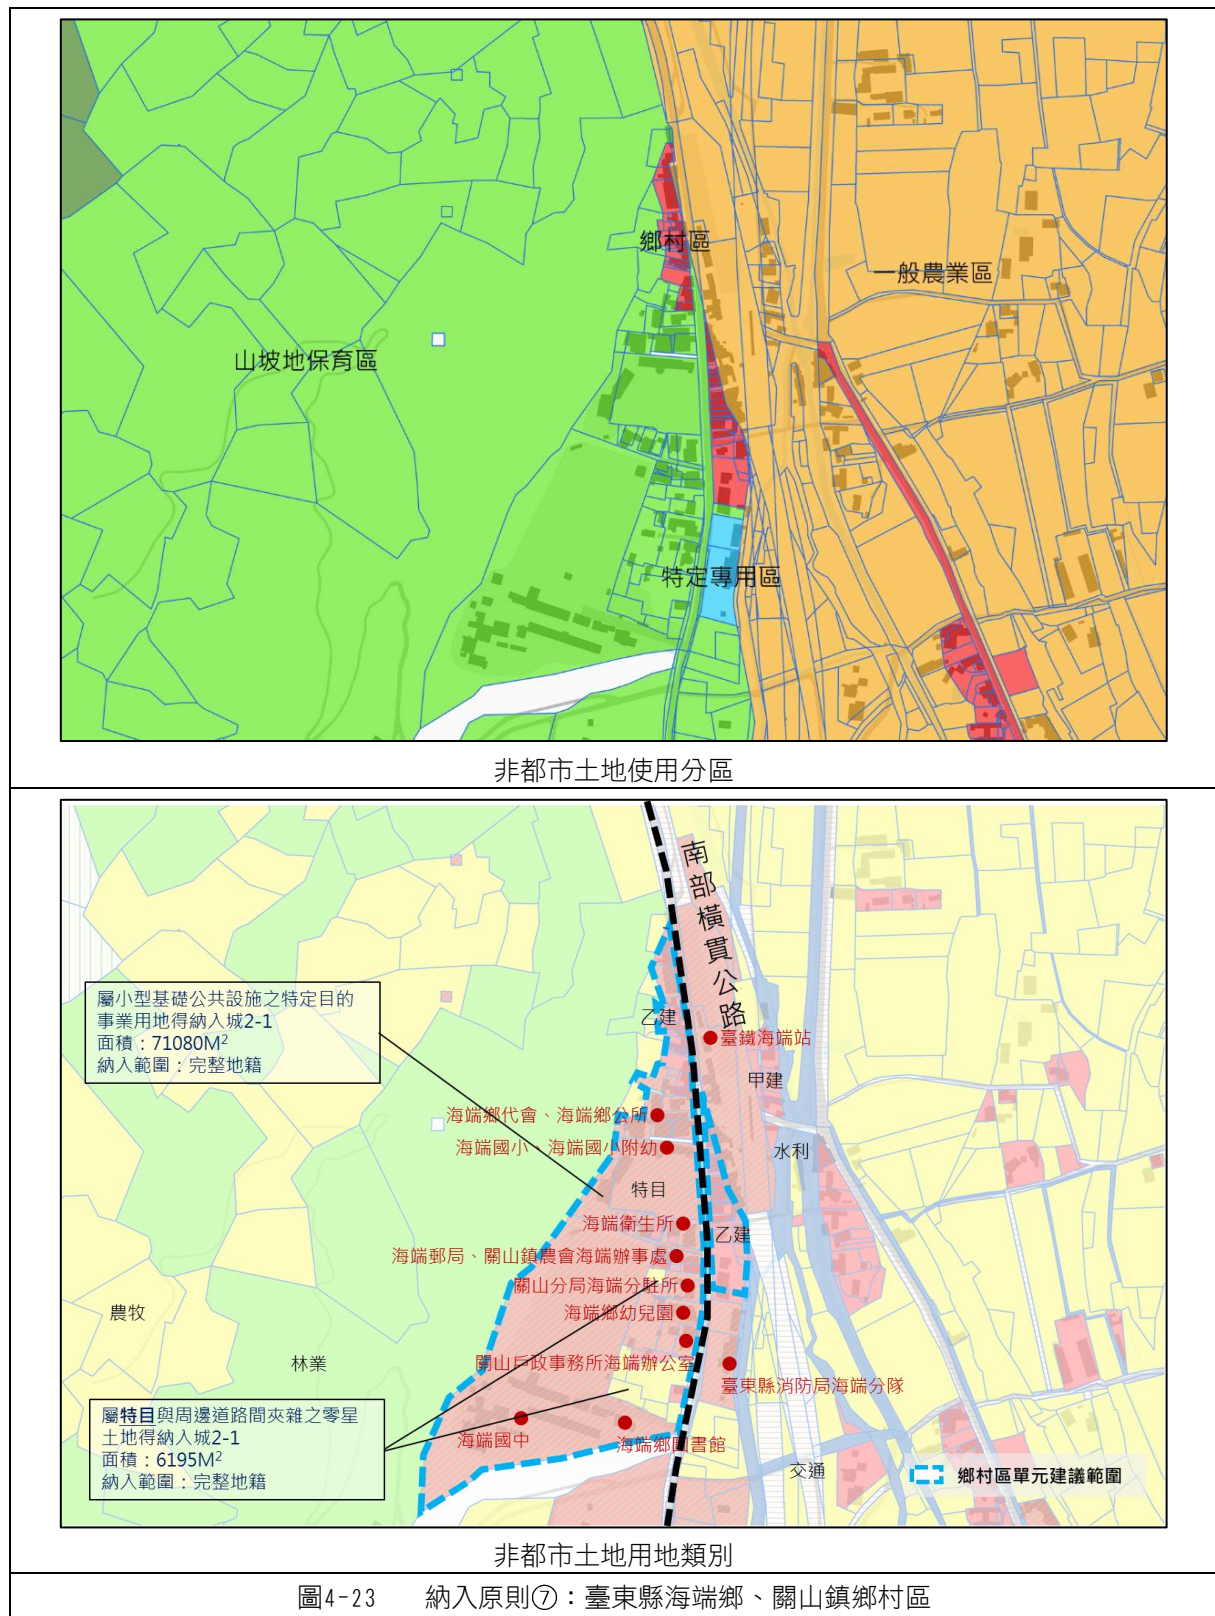 鄉村區
一般農業區
山坡地保育區
特定專用區
非都市土地使用分區
南部橫貫公路
屬小型基礎公共設施之特定目的
事業用地得納入城2-1
面積：71080M²
納入範圍：完整地籍
乙建
臺鐵海端站
甲建
海端鄉代會、海端鄉公所
海端國小、海端國小附幼
水利
特目
海端衛生所
乙建
海端郵局、關山鎮農會海端辦事處
關山分局海端分駐所
農牧
海端鄉幼兒園
林業
關山戶政事務所海端辦公室
臺東縣消防局海端分隊
屬特目與周邊道路間夾雜之零星
土地得納入城2-1
面積：6195M²
納入範圍：完整地籍
海端國中
海端鄉圖書館
交通
鄉村區單元建議範圍
非都市土地用地類別
圖4-23 納入原則⑦：臺東縣海端鄉、關山鎮鄉村區